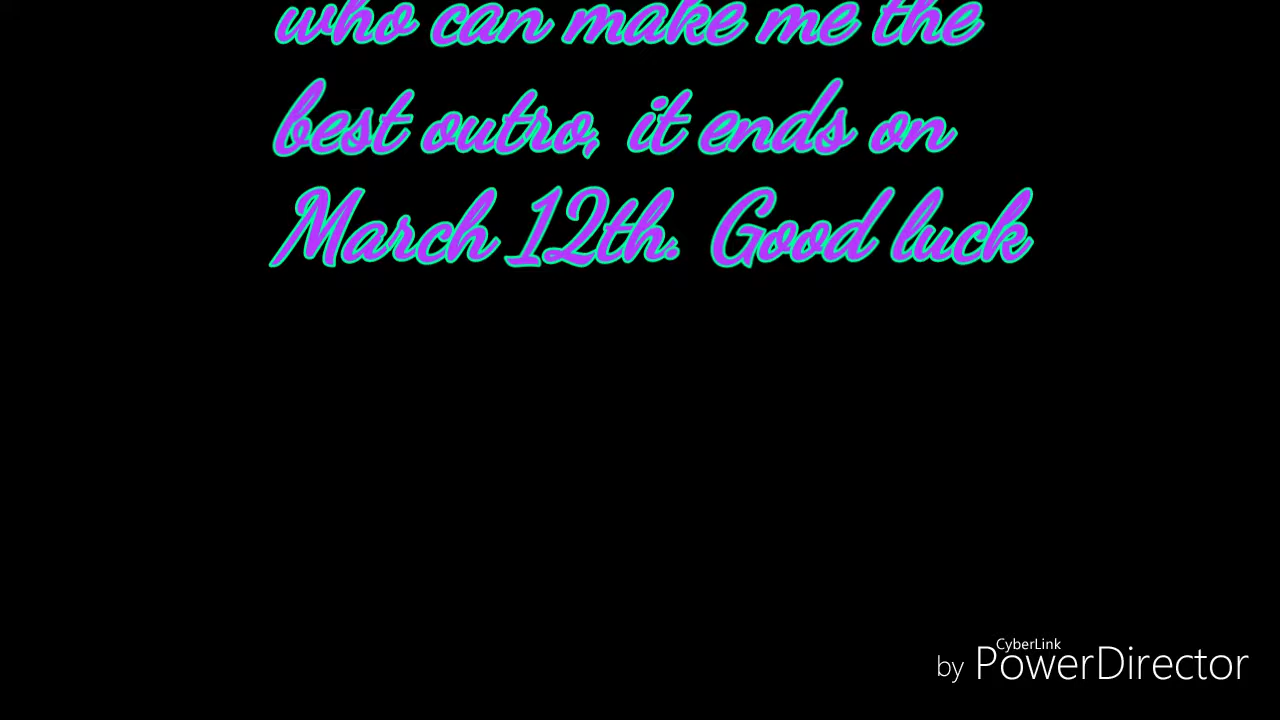 who can make me the
best outro, it ends on
March 12th. Good luck
CyberLink
by PowerDirector